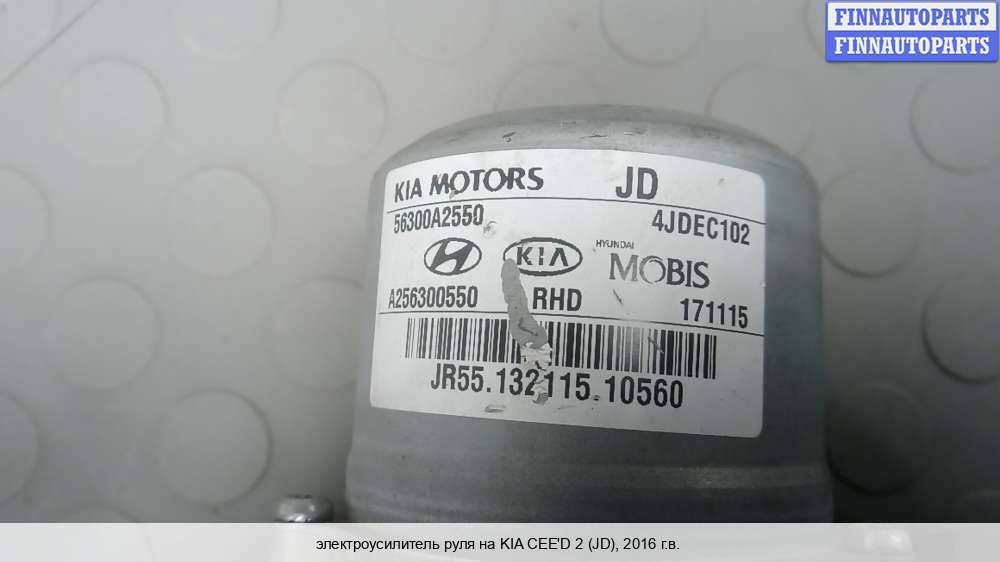 FINNAUTOPARTS
FINNAUTOPARTS
KIA MOTORS JD
56300A2550 4JDEC102
KIA HYUNDAI MOBIS
A256300550 RHD 171115
JR55.132115.10560
электроусилитель руля на KIA CEE'D 2 (JD), 2016 г.в.